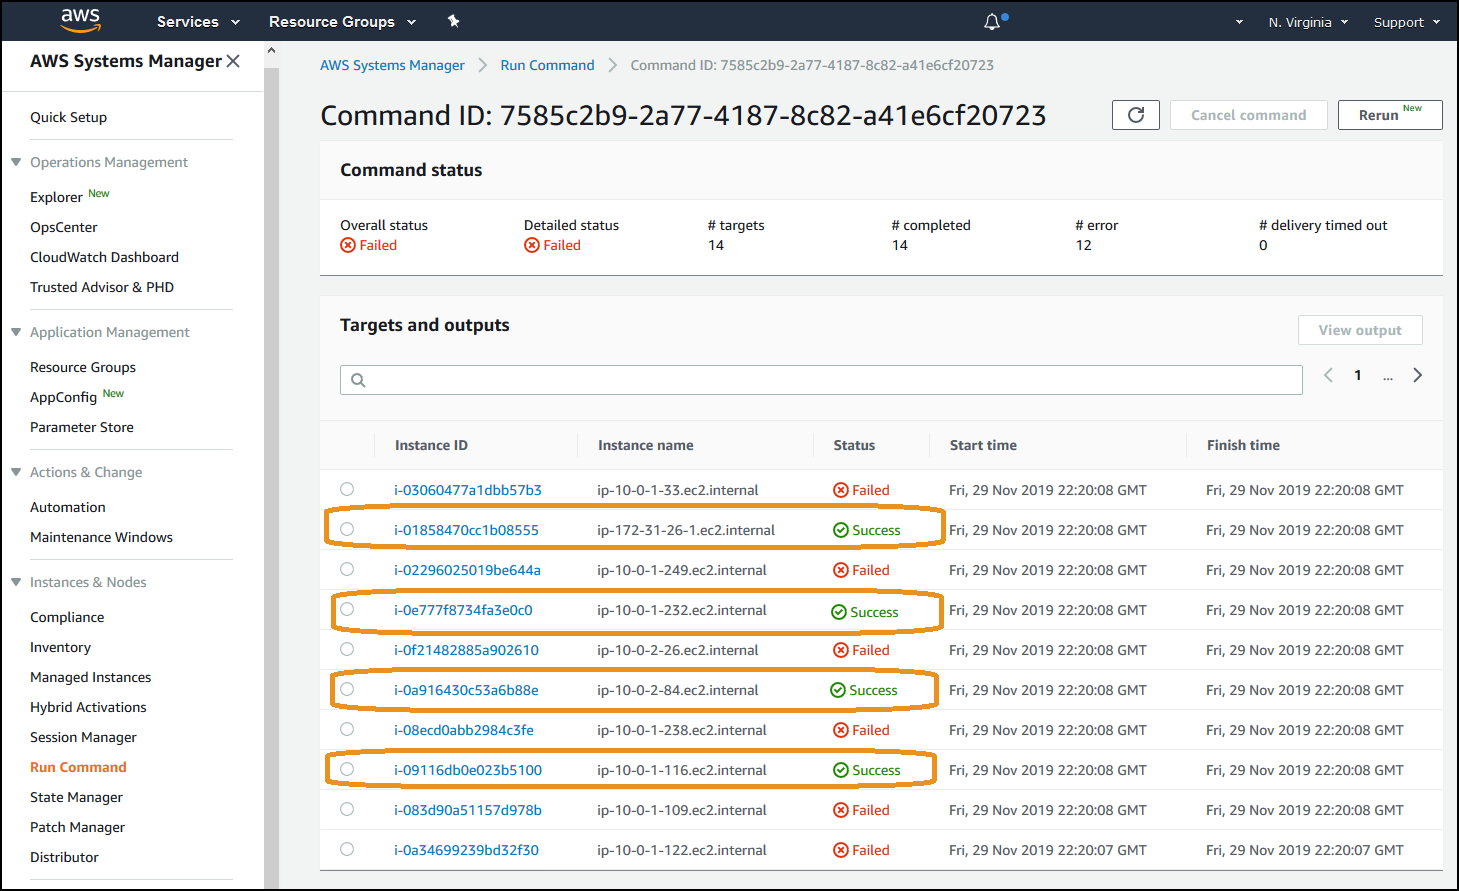 aws Services Resource Groups N. Virginia Support
AWS Systems Manager
Quick Setup
Operations Management
Explorer New
OpsCenter
CloudWatch Dashboard
Trusted Advisor & PHD
Application Management
Resource Groups
AppConfig New
Parameter Store
Actions & Change
Automation
Maintenance Windows
Instances & Nodes
Compliance
Inventory
Managed Instances
Hybrid Activations
Session Manager
Run Command
State Manager
Patch Manager
Distributor
AWS Systems Manager Run Command Command ID: 7585c2b9-2a77-4187-8c82-a41e6cf20723
Command ID: 7585c2b9-2a77-4187-8c82-a41e6cf20723 Cancel command Rerun New
Command status
Overall status Detailed status # targets # completed # error # delivery timed out
Failed Failed 14 14 12 0
Targets and outputs View output
1 ...
Instance ID Instance name Status Start time Finish time
i-03060477a1dbb57b3 ip-10-0-1-33.ec2.internal Failed Fri, 29 Nov 2019 22:20:08 GMT Fri, 29 Nov 2019 22:20:08 GMT
i-01858470cc1b08555 ip-172-31-26-1.ec2.internal Success Fri, 29 Nov 2019 22:20:08 GMT Fri, 29 Nov 2019 22:20:08 GMT
i-02296025019be644a ip-10-0-1-249.ec2.internal Failed Fri, 29 Nov 2019 22:20:08 GMT Fri, 29 Nov 2019 22:20:08 GMT
i-0e777f8734fa3e0c0 ip-10-0-1-232.ec2.internal Success Fri, 29 Nov 2019 22:20:08 GMT Fri, 29 Nov 2019 22:20:08 GMT
i-0f21482885a902610 ip-10-0-2-26.ec2.internal Failed Fri, 29 Nov 2019 22:20:08 GMT Fri, 29 Nov 2019 22:20:08 GMT
i-0a916430c53a6b88e ip-10-0-2-84.ec2.internal Success Fri, 29 Nov 2019 22:20:08 GMT Fri, 29 Nov 2019 22:20:08 GMT
i-08ecd0abb2984c3fe ip-10-0-1-238.ec2.internal Failed Fri, 29 Nov 2019 22:20:08 GMT Fri, 29 Nov 2019 22:20:08 GMT
i-09116db0e023b5100 ip-10-0-1-116.ec2.internal Success Fri, 29 Nov 2019 22:20:08 GMT Fri, 29 Nov 2019 22:20:08 GMT
i-083d90a51157d978b ip-10-0-1-109.ec2.internal Failed Fri, 29 Nov 2019 22:20:08 GMT Fri, 29 Nov 2019 22:20:08 GMT
i-0a34699239bd32f30 ip-10-0-1-122.ec2.internal Failed Fri, 29 Nov 2019 22:20:07 GMT Fri, 29 Nov 2019 22:20:07 GMT